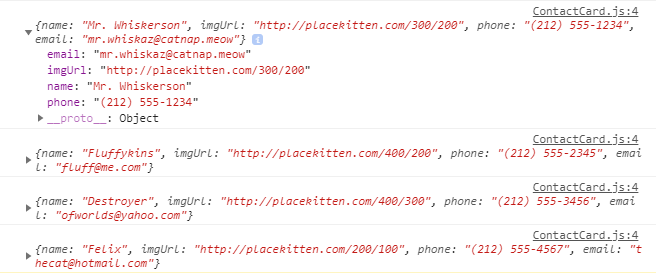 ContactCard.js:4
▼{name: "Mr. Whiskerson", imgUrl: "http://placekitten.com/300/200", phone: "(212) 555-1234",
email: "mr.whiskaz@catnap.meow"} i
email: "mr.whiskaz@catnap.meow"
imgUrl: "http://placekitten.com/300/200"
name: "Mr. Whiskerson"
phone: "(212) 555-1234"
▶__proto__: Object
ContactCard.js:4
▶{name: "Fluffykins", imgUrl: "http://placekitten.com/400/200", phone: "(212) 555-2345", emai
l: "fluff@me.com"}
ContactCard.js:4
▶{name: "Destroyer", imgUrl: "http://placekitten.com/400/300", phone: "(212) 555-3456", emai
l: "ofworlds@yahoo.com"}
ContactCard.js:4
▶{name: "Felix", imgUrl: "http://placekitten.com/200/100", phone: "(212) 555-4567", email: "t
hecat@hotmail.com"}